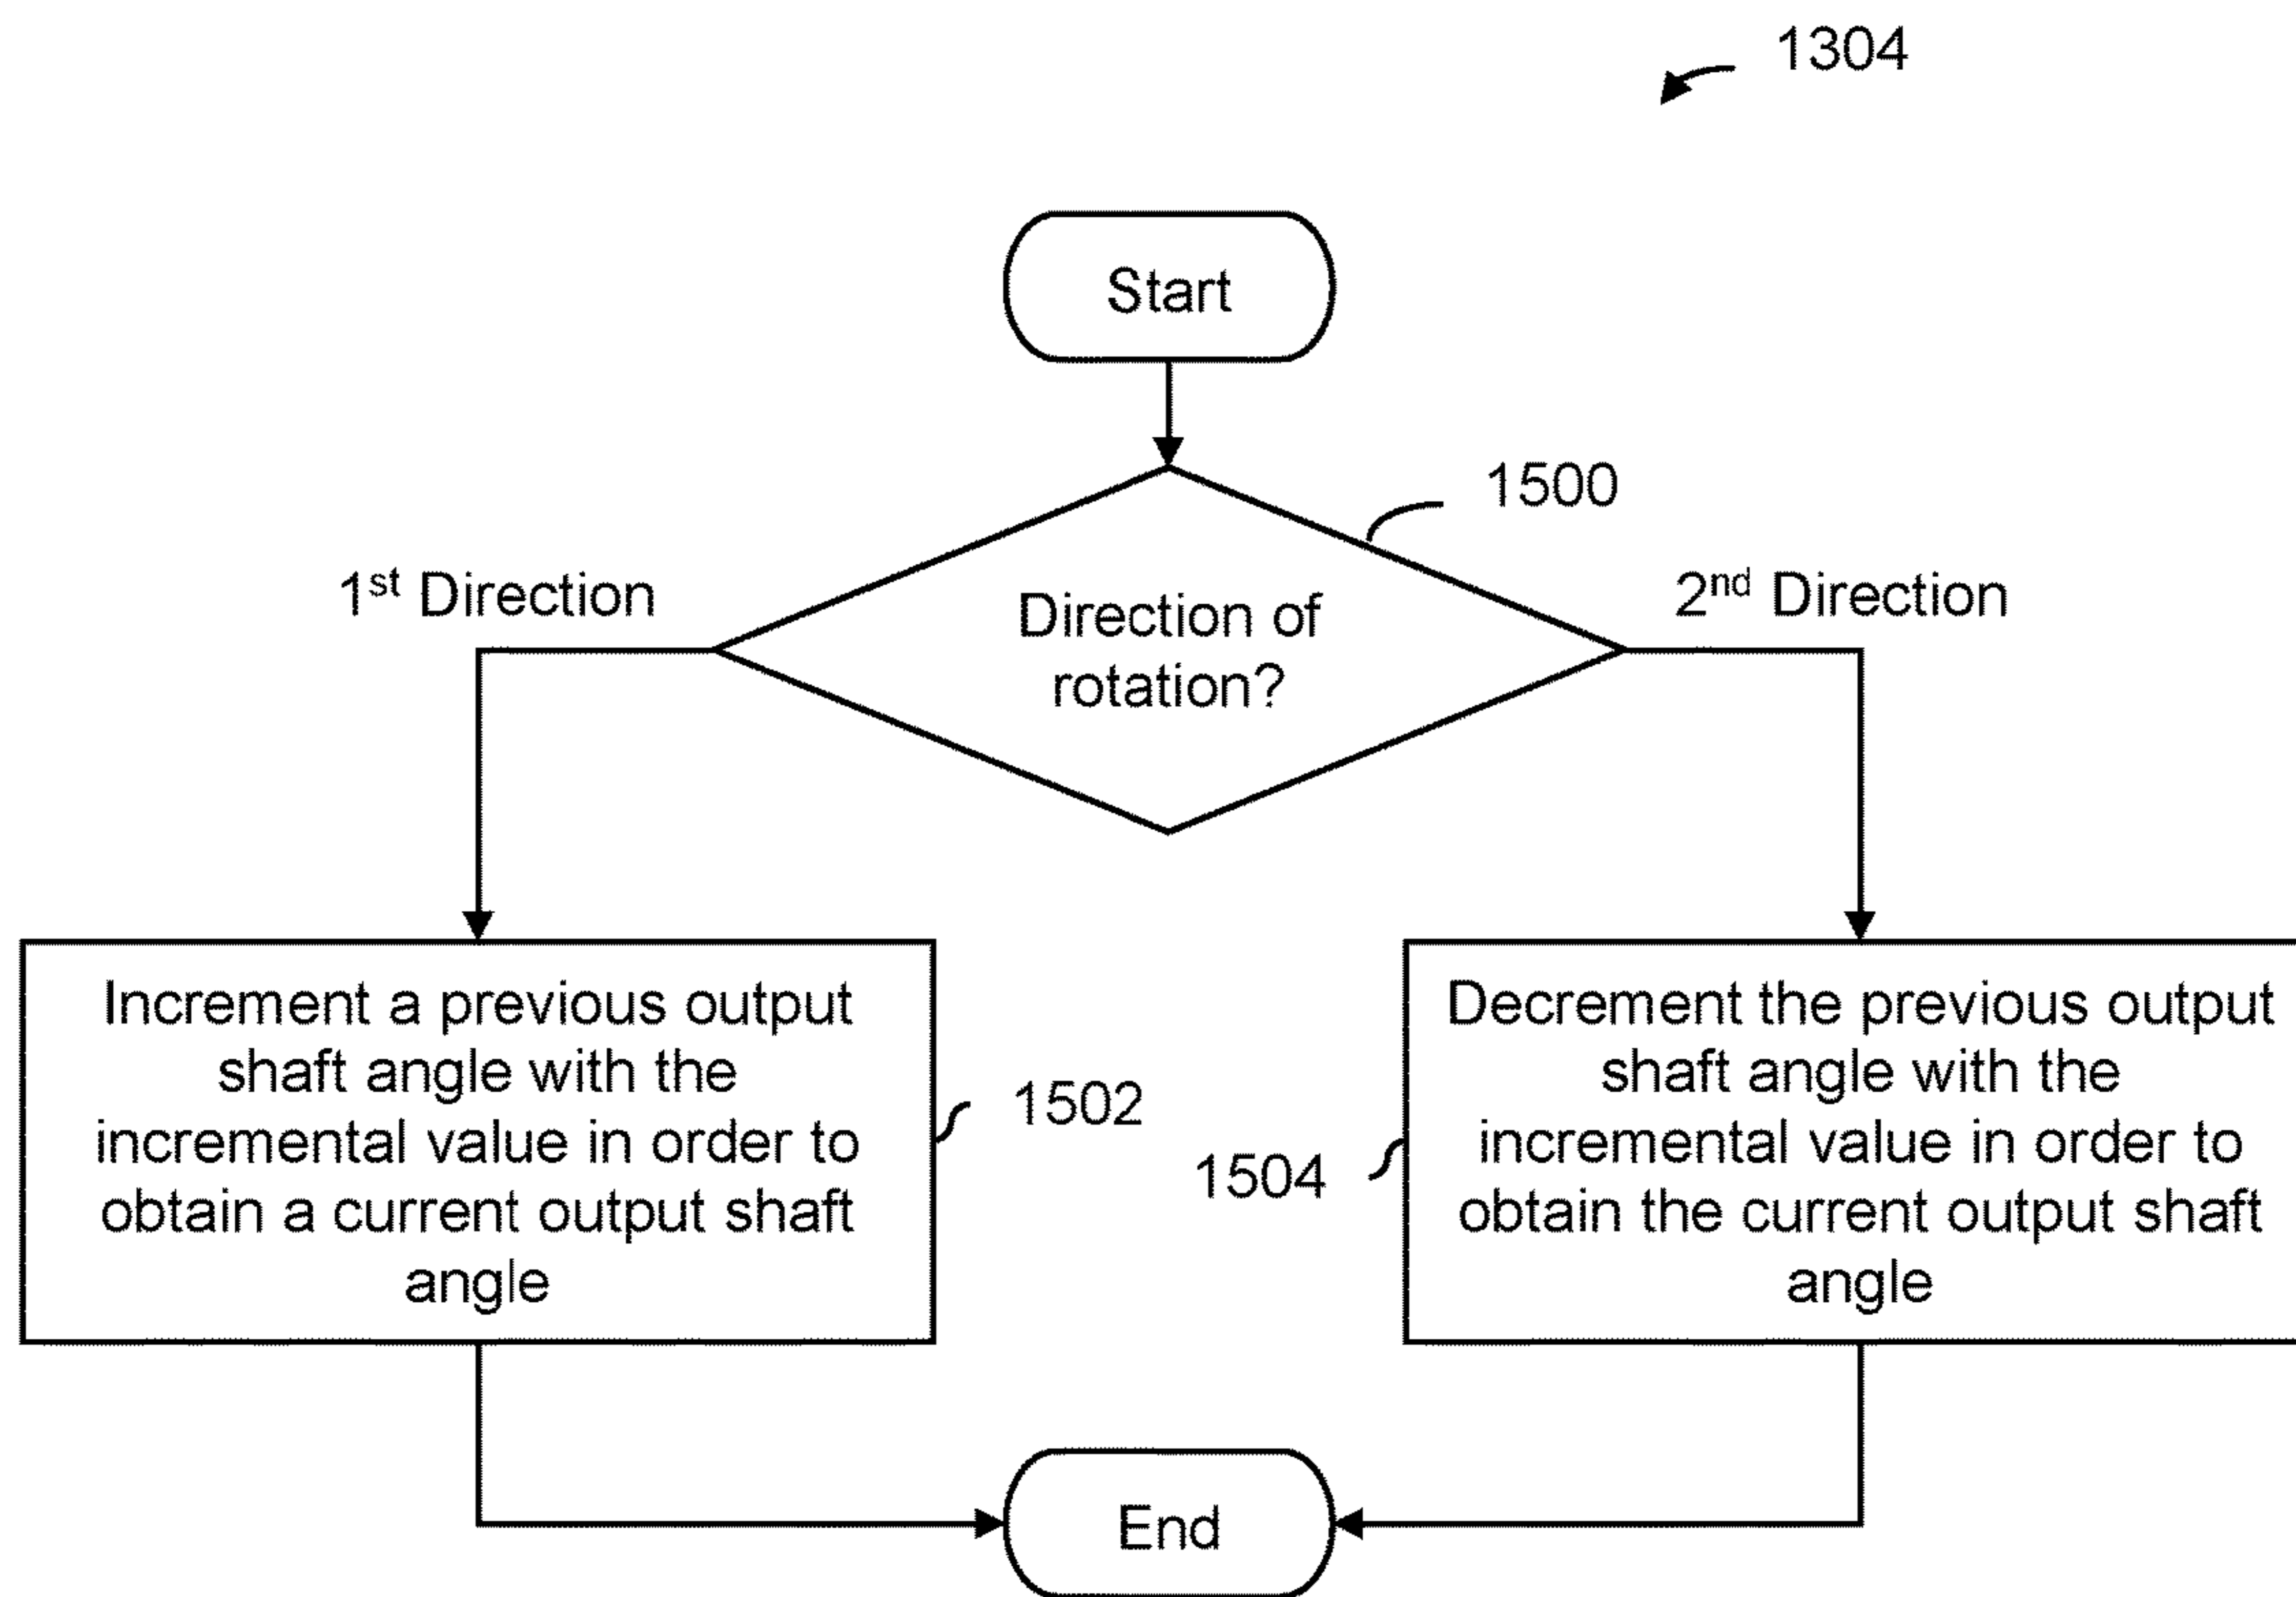 1304
Start
1500
1st Direction
2nd Direction
Direction of
rotation?
Increment a previous output
shaft angle with the
incremental value in order to
obtain a current output shaft
angle
1502
Decrement the previous output
shaft angle with the
incremental value in order to
obtain the current output shaft
angle
1504
End